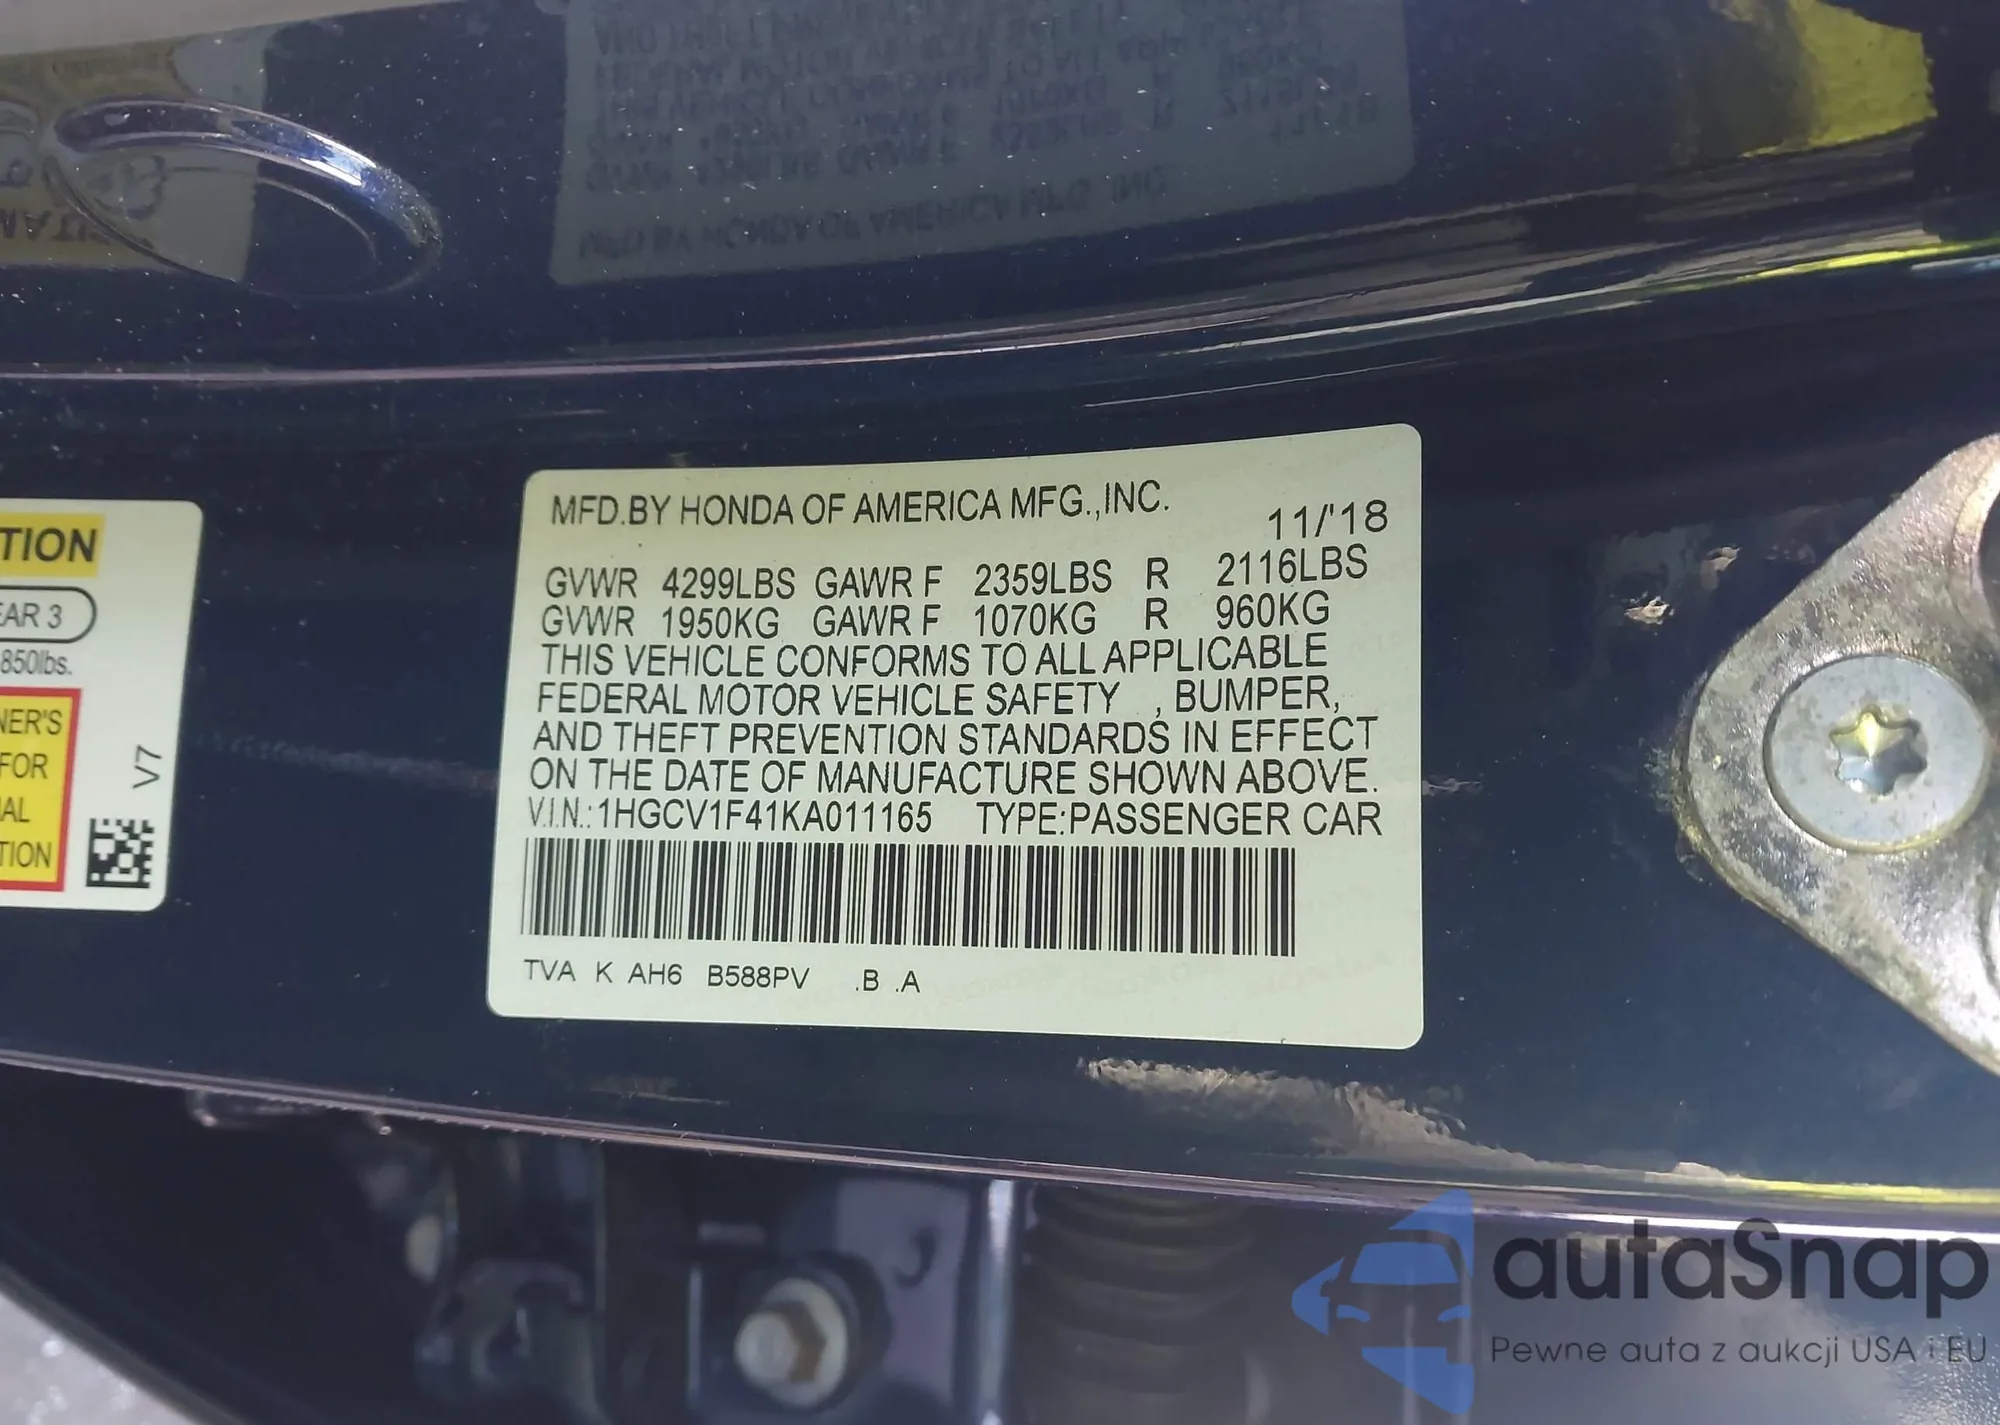 MFD.BY HONDA OF AMERICA MFG.,INC.
11/'18
GVWR 4299LBS GAWR F 2359LBS R 2116LBS
GVWR 1950KG GAWR F 1070KG R 960KG
THIS VEHICLE CONFORMS TO ALL APPLICABLE
FEDERAL MOTOR VEHICLE SAFETY , BUMPER,
AND THEFT PREVENTION STANDARDS IN EFFECT
ON THE DATE OF MANUFACTURE SHOWN ABOVE.
V.I.N.: 1HGCV1F41KA011165 TYPE:PASSENGER CAR
TVA K AH6 B588PV .B .A
TION
EAR 3
850lbs.
NER'S
FOR
AL
TION
V7
autaSnap
Pewne auta z aukcji USA i EU